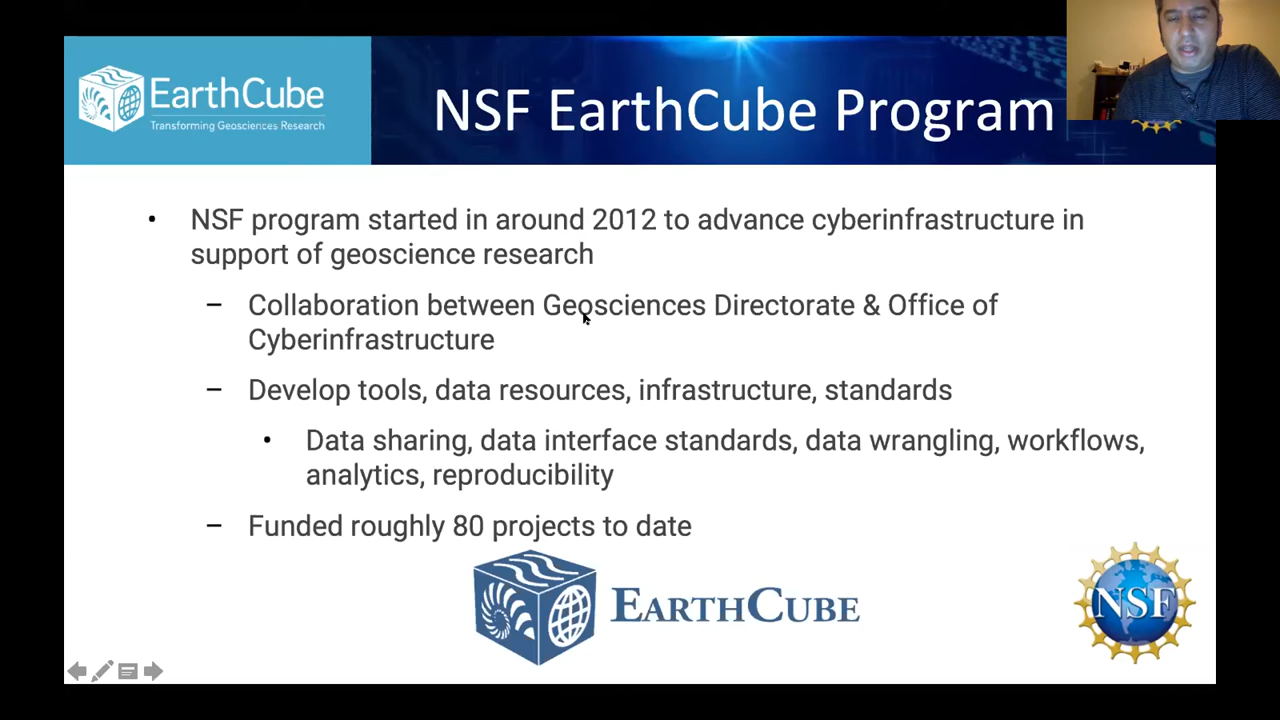 EarthCube
Transforming Geosciences Research
NSF EarthCube Program
• NSF program started in around 2012 to advance cyberinfrastructure in
support of geoscience research
– Collaboration between Geosciences Directorate & Office of
Cyberinfrastructure
– Develop tools, data resources, infrastructure, standards
• Data sharing, data interface standards, data wrangling, workflows,
analytics, reproducibility
– Funded roughly 80 projects to date
EARTHCUBE
NSF